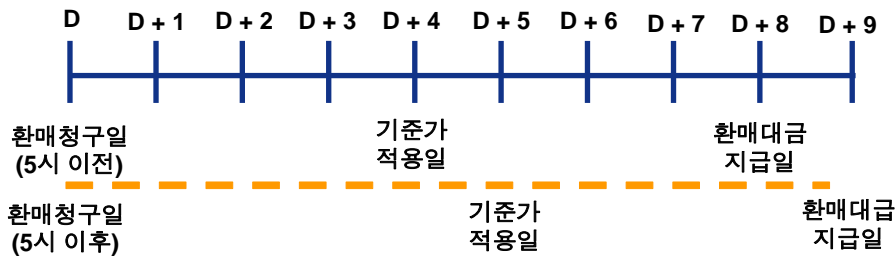 D D + 1 D + 2 D + 3 D + 4 D + 5 D + 6 D + 7 D + 8 D + 9
환매청구일
(5시 이전)
기준가
적용일
환매대금
지급일
환매청구일
(5시 이후)
기준가
적용일
환매대급
지급일